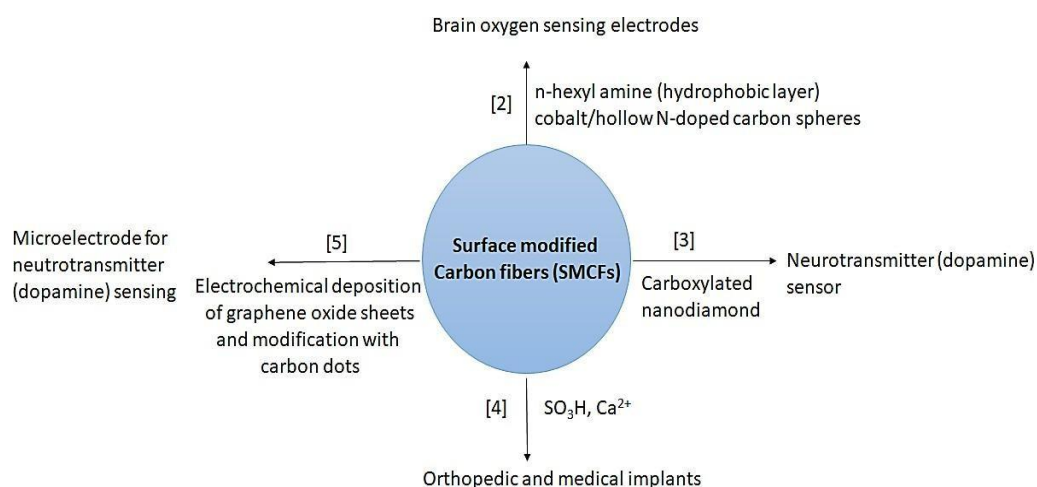 Brain oxygen sensing electrodes
[2]
n-hexyl amine (hydrophobic layer)
cobalt/hollow N-doped carbon spheres
Microelectrode for
neutrotransmitter
(dopamine) sensing
[5]
Electrochemical deposition
of graphene oxide sheets
and modification with
carbon dots
Surface modified
Carbon fibers (SMCFs)
[3]
Carboxylated
nanodiamond
Neurotransmitter (dopamine)
sensor
[4]
SO₃H, Ca²⁺
Orthopedic and medical implants